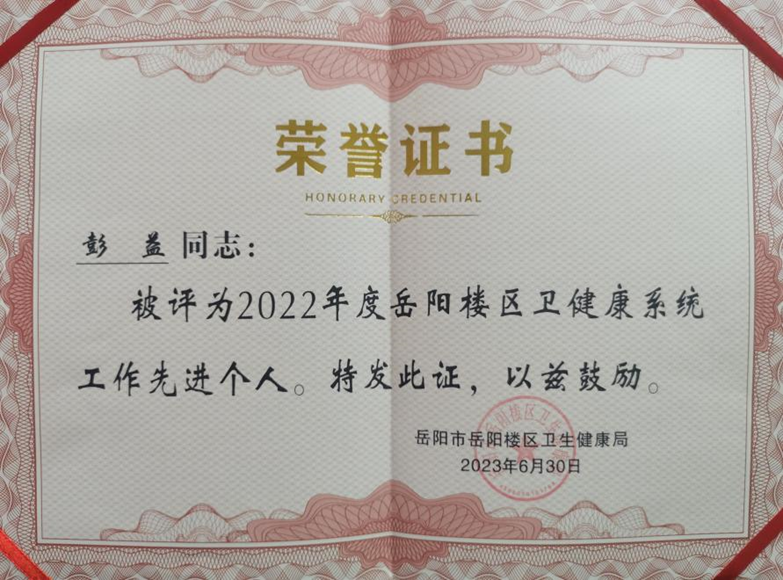 荣誉证书
HONORARY CREDENTIAL
彭 益 同志：
被评为2022年度岳阳楼区卫健康系统
工作先进个人。特发此证，以兹鼓励。
岳阳市岳阳楼区卫生健康局
2023年6月30日